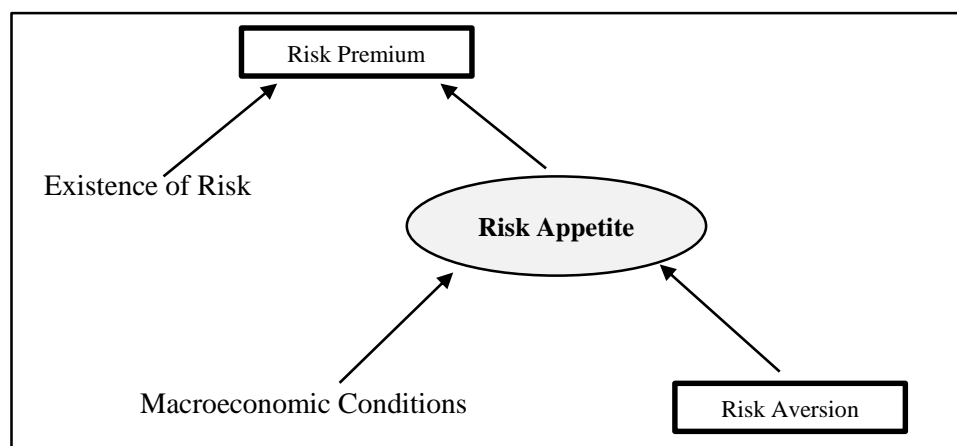 Risk Premium
Existence of Risk
Risk Appetite
Macroeconomic Conditions
Risk Aversion